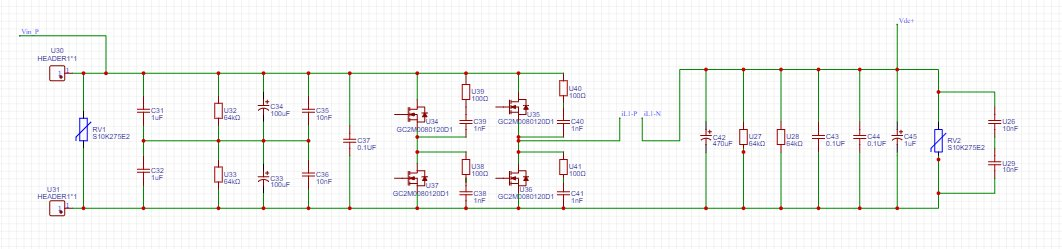 Vin_P
Vdc+
U30
HEADER1*1
1
RV1
S10K275E2
C31
1uF
U32
64kΩ
C34
100uF
C35
10nF
C37
0.1UF
U34
GC2M0080120D1
U39
100Ω
C39
1nF
U35
GC2M0080120D1
U40
100Ω
C40
1nF
iL1-P
iL1-N
C42
470uF
U27
64kΩ
U28
64kΩ
C43
0.1UF
C44
0.1UF
C45
1uF
RV2
S10K275E2
U26
10nF
U29
10nF
C32
1uF
U33
64kΩ
C33
100uF
C36
10nF
U37
GC2M0080120D1
U38
100Ω
C38
1nF
U36
GC2M0080120D1
U41
100Ω
C41
1nF
U31
HEADER1*1
1